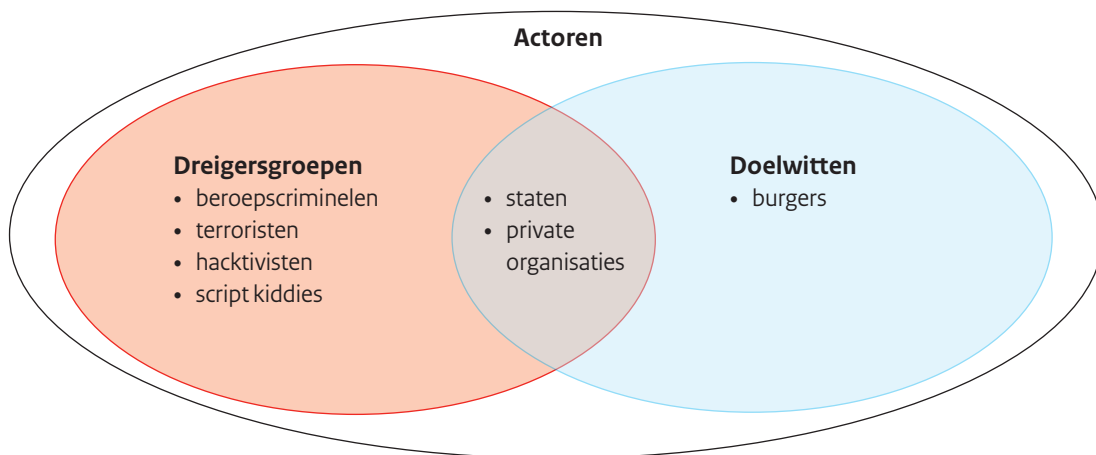 Actoren
Dreigersgroepen
• beroepscriminelen
• terroristen
• hacktivisten
• script kiddies
• staten
• private
organisaties
Doelwitten
• burgers